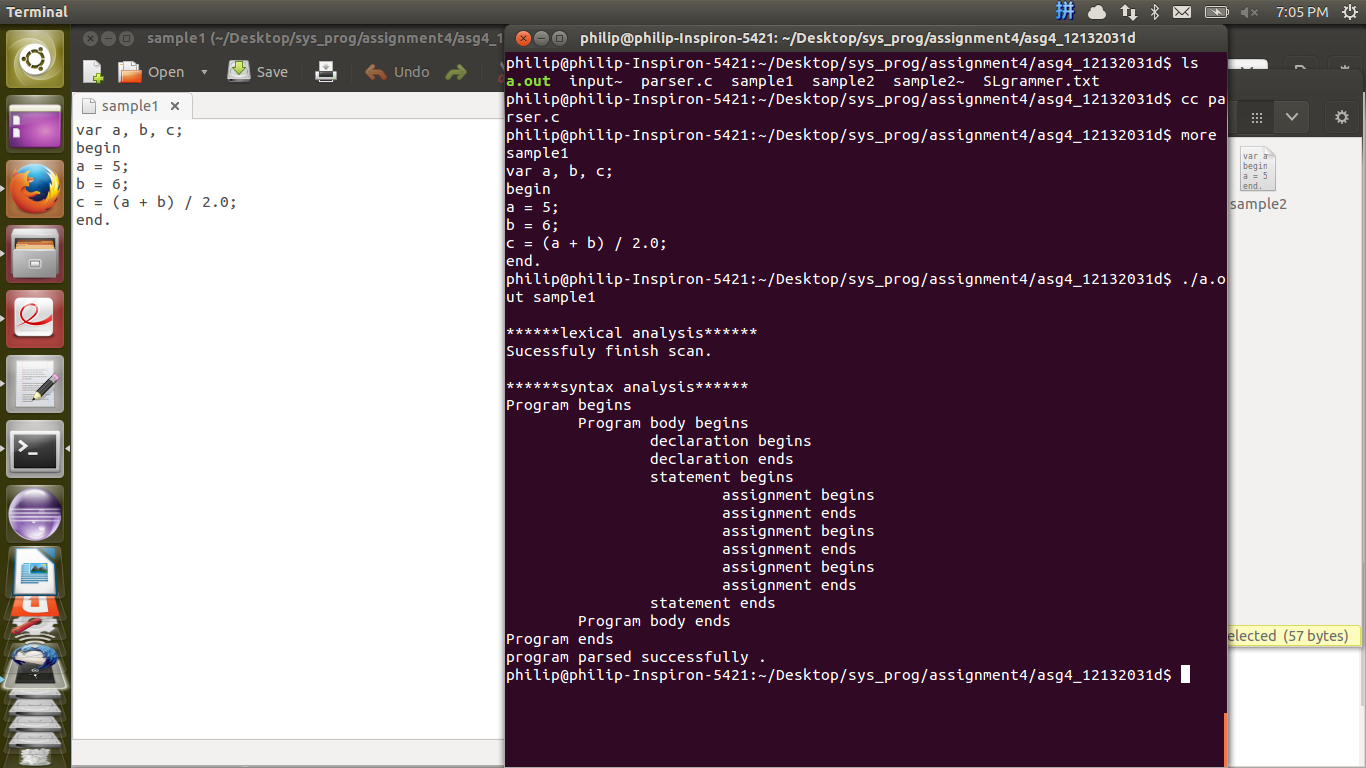 Terminal
拼
7:05 PM
sample1 (~/Desktop/sys_prog/assignment4/asg4_1
Open
Save
Undo
sample1
var a, b, c;
begin
a = 5;
b = 6;
c = (a + b) / 2.0;
end.
philip@philip-Inspiron-5421: ~/Desktop/sys_prog/assignment4/asg4_12132031d
philip@philip-Inspiron-5421:~/Desktop/sys_prog/assignment4/asg4_12132031d$ ls
a.out input~ parser.c sample1 sample2 sample2~ SLgrammer.txt
philip@philip-Inspiron-5421:~/Desktop/sys_prog/assignment4/asg4_12132031d$ cc pa
rser.c
philip@philip-Inspiron-5421:~/Desktop/sys_prog/assignment4/asg4_12132031d$ more
sample1
var a, b, c;
begin
a = 5;
b = 6;
c = (a + b) / 2.0;
end.
philip@philip-Inspiron-5421:~/Desktop/sys_prog/assignment4/asg4_12132031d$ ./a.o
ut sample1
******lexical analysis******
Sucessfuly finish scan.
******syntax analysis******
Program begins
Program body begins
declaration begins
declaration ends
statement begins
assignment begins
assignment ends
assignment begins
assignment ends
assignment begins
assignment ends
statement ends
Program body ends
Program ends
program parsed successfully .
philip@philip-Inspiron-5421:~/Desktop/sys_prog/assignment4/asg4_12132031d$
var a
begin
a = 5
end.
sample2
elected (57 bytes)